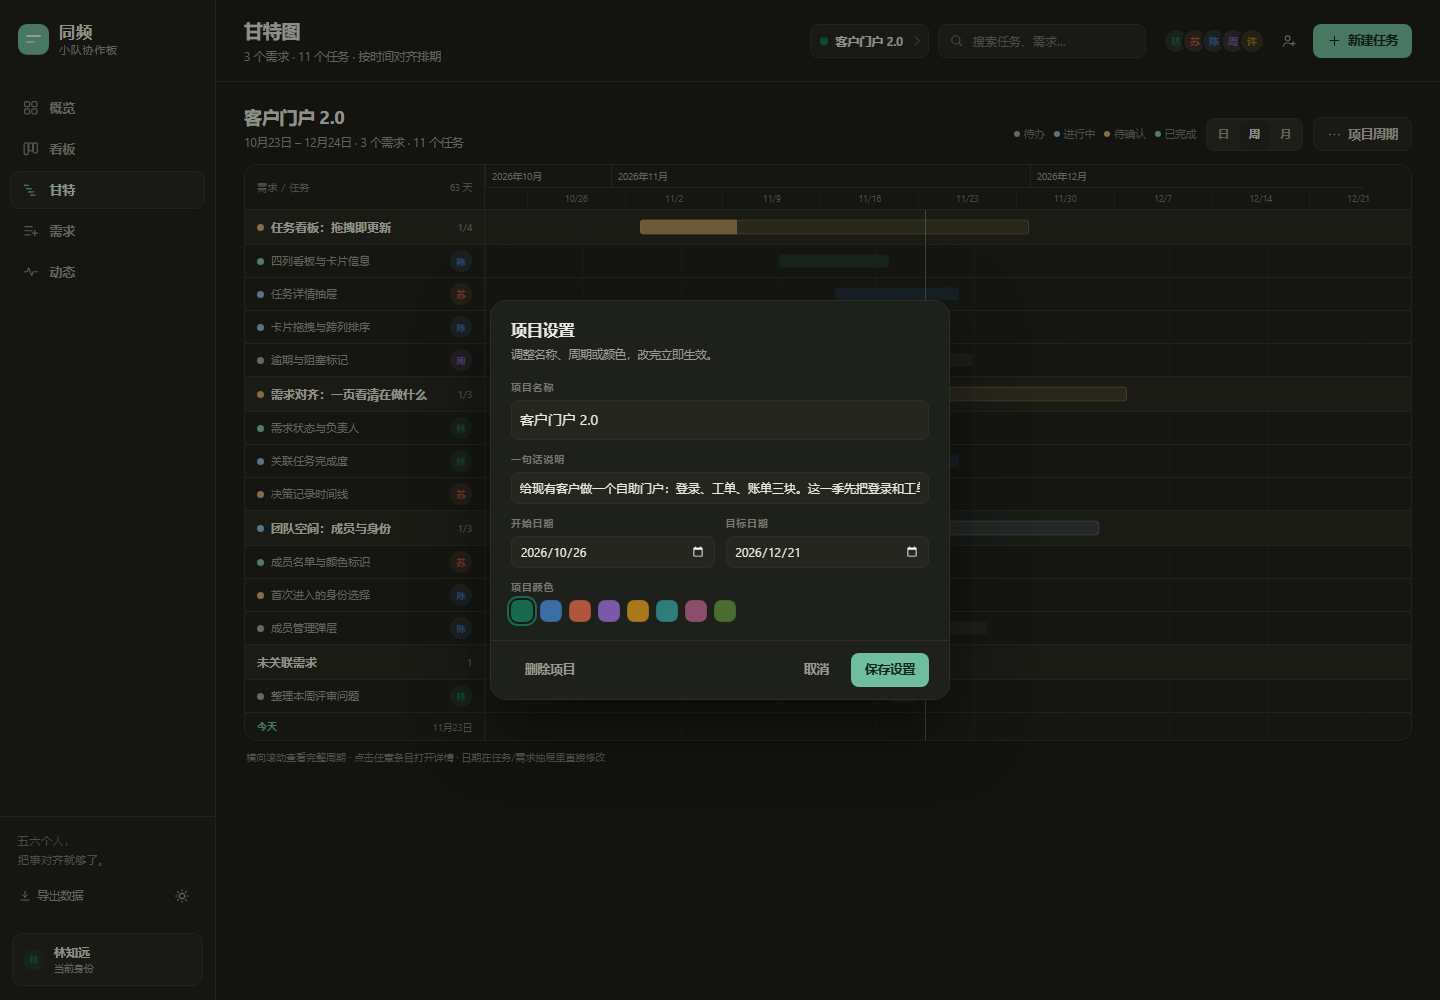 同频
小队协作板
概览
看板
甘特
需求
动态
五六个人,
把事对齐就够了。
导出数据
林
林知远
当前身份
甘特图
3 个需求 · 11 个任务 · 按时间对齐排期
客户门户 2.0
搜索任务、需求...
林 苏 陈 周 许
新建任务
客户门户 2.0
10月23日 – 12月24日 · 3 个需求 · 11 个任务
待办 进行中 待确认 已完成
日 周 月
··· 项目周期
需求 / 任务 63 天
2026年10月 2026年11月 2026年12月
10/26 11/2 11/9 11/16 11/23 11/30 12/7 12/14 12/21
任务看板：拖拽即更新 1/4
四列看板与卡片信息 陈
任务详情抽屉 苏
卡片拖拽与跨列排序 陈
逾期与阻塞标记 周
需求对齐：一页看清在做什么 1/3
需求状态与负责人 林
关联任务完成度 林
决策记录时间线 苏
团队空间：成员与身份 1/3
成员名单与颜色标识 苏
首次进入的身份选择 陈
成员管理弹层 陈
未关联需求 1
整理本周评审问题 林
今天 11月23日
横向滚动查看完整周期 · 点击任意条目打开详情 · 日期在任务/需求抽屉里直接修改
项目设置
调整名称、周期或颜色，改完立即生效。
项目名称
客户门户 2.0
一句话说明
给现有客户做一个自助门户：登录、工单、账单三块。这一季先把登录和工单
开始日期 目标日期
2026/10/26 2026/12/21
项目颜色
删除项目 取消 保存设置